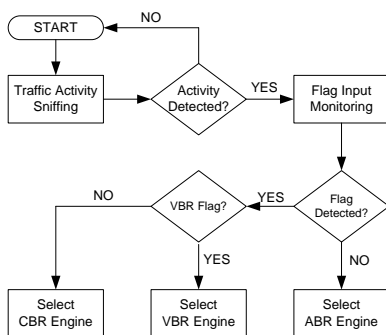 START
NO
Traffic Activity
Sniffing
Activity
Detected?
YES
Flag Input
Monitoring
NO
VBR Flag?
YES
Flag
Detected?
YES
NO
Select
CBR Engine
Select
VBR Engine
Select
ABR Engine